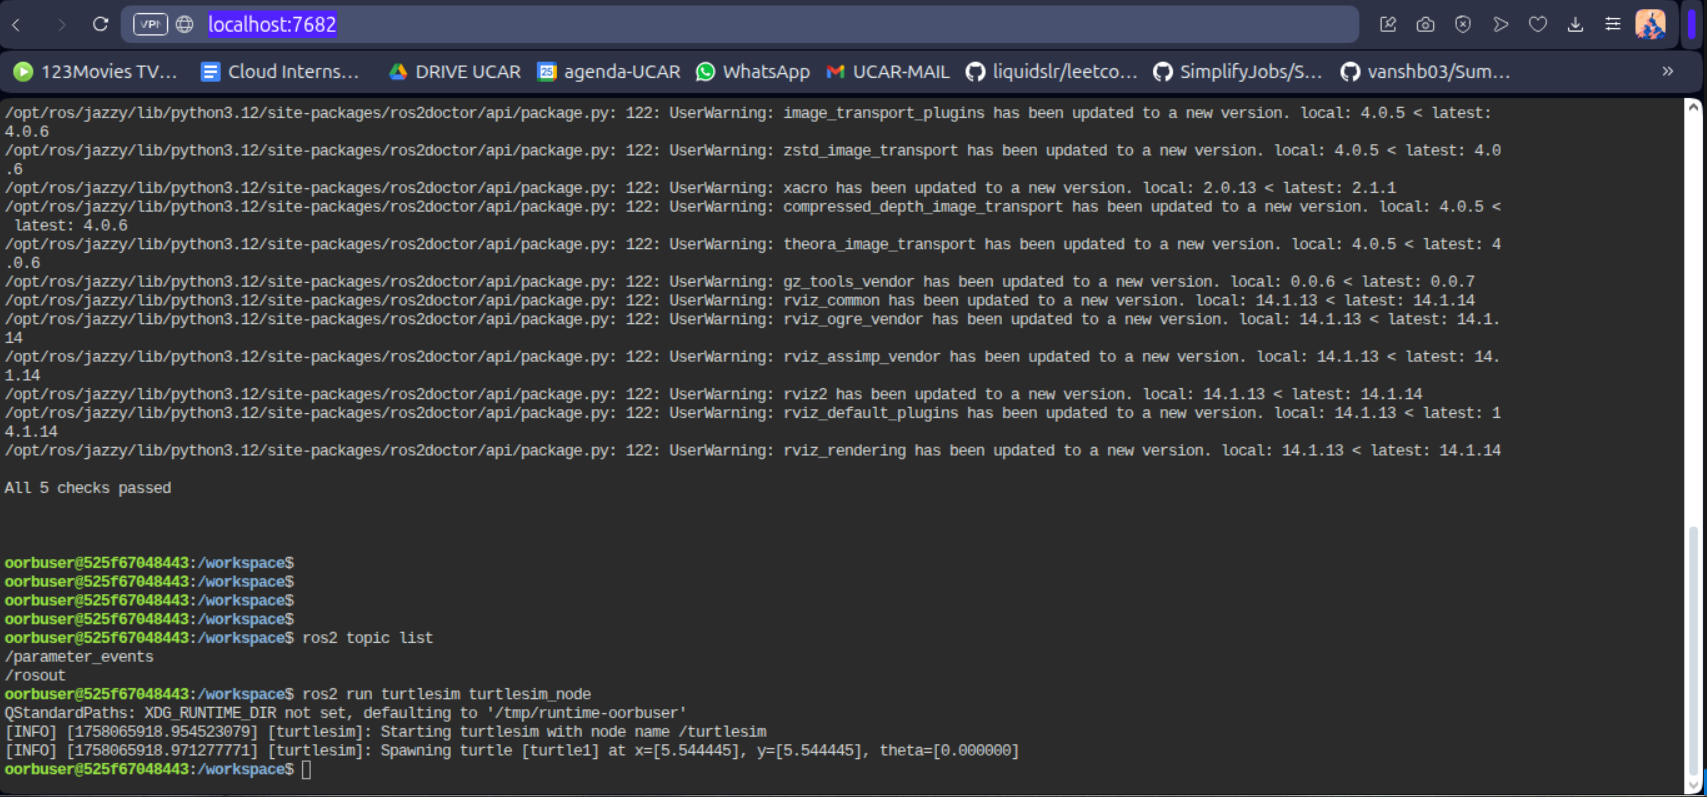 VPN localhost:7682
123Movies TV... Cloud Interns... DRIVE UCAR 25 agenda-UCAR WhatsApp UCAR-MAIL liquidslr/leetco... SimplifyJobs/S... vanshb03/Sum... »
/opt/ros/jazzy/lib/python3.12/site-packages/ros2doctor/api/package.py: 122: UserWarning: image_transport_plugins has been updated to a new version. local: 4.0.5 < latest:
4.0.6
/opt/ros/jazzy/lib/python3.12/site-packages/ros2doctor/api/package.py: 122: UserWarning: zstd_image_transport has been updated to a new version. local: 4.0.5 < latest: 4.0
.6
/opt/ros/jazzy/lib/python3.12/site-packages/ros2doctor/api/package.py: 122: UserWarning: xacro has been updated to a new version. local: 2.0.13 < latest: 2.1.1
/opt/ros/jazzy/lib/python3.12/site-packages/ros2doctor/api/package.py: 122: UserWarning: compressed_depth_image_transport has been updated to a new version. local: 4.0.5 <
latest: 4.0.6
/opt/ros/jazzy/lib/python3.12/site-packages/ros2doctor/api/package.py: 122: UserWarning: theora_image_transport has been updated to a new version. local: 4.0.5 < latest: 4
.0.6
/opt/ros/jazzy/lib/python3.12/site-packages/ros2doctor/api/package.py: 122: UserWarning: gz_tools_vendor has been updated to a new version. local: 0.0.6 < latest: 0.0.7
/opt/ros/jazzy/lib/python3.12/site-packages/ros2doctor/api/package.py: 122: UserWarning: rviz_common has been updated to a new version. local: 14.1.13 < latest: 14.1.14
/opt/ros/jazzy/lib/python3.12/site-packages/ros2doctor/api/package.py: 122: UserWarning: rviz_ogre_vendor has been updated to a new version. local: 14.1.13 < latest: 14.1.
14
/opt/ros/jazzy/lib/python3.12/site-packages/ros2doctor/api/package.py: 122: UserWarning: rviz_assimp_vendor has been updated to a new version. local: 14.1.13 < latest: 14.
1.14
/opt/ros/jazzy/lib/python3.12/site-packages/ros2doctor/api/package.py: 122: UserWarning: rviz2 has been updated to a new version. local: 14.1.13 < latest: 14.1.14
/opt/ros/jazzy/lib/python3.12/site-packages/ros2doctor/api/package.py: 122: UserWarning: rviz_default_plugins has been updated to a new version. local: 14.1.13 < latest: 1
4.1.14
/opt/ros/jazzy/lib/python3.12/site-packages/ros2doctor/api/package.py: 122: UserWarning: rviz_rendering has been updated to a new version. local: 14.1.13 < latest: 14.1.14
All 5 checks passed
oorbuser@525f67048443:/workspace$
oorbuser@525f67048443:/workspace$
oorbuser@525f67048443:/workspace$
oorbuser@525f67048443:/workspace$
oorbuser@525f67048443:/workspace$ ros2 topic list
/parameter_events
/rosout
oorbuser@525f67048443:/workspace$ ros2 run turtlesim turtlesim_node
QStandardPaths: XDG_RUNTIME_DIR not set, defaulting to '/tmp/runtime-oorbuser'
[INFO] [1758065918.954523079] [turtlesim]: Starting turtlesim with node name /turtlesim
[INFO] [1758065918.971277771] [turtlesim]: Spawning turtle [turtle1] at x=[5.544445], y=[5.544445], theta=[0.000000]
oorbuser@525f67048443:/workspace$